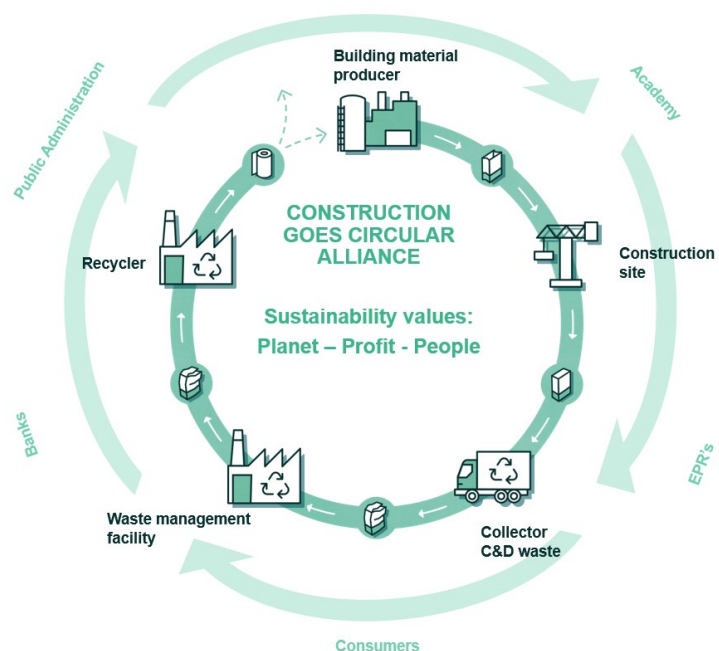 Building material
producer
Public Administration
Academy
CONSTRUCTION
GOES CIRCULAR
ALLIANCE
Recycler
Construction
site
Sustainability values:
Planet – Profit - People
Banks
EPR's
Waste management
facility
Collector
C&D waste
Consumers